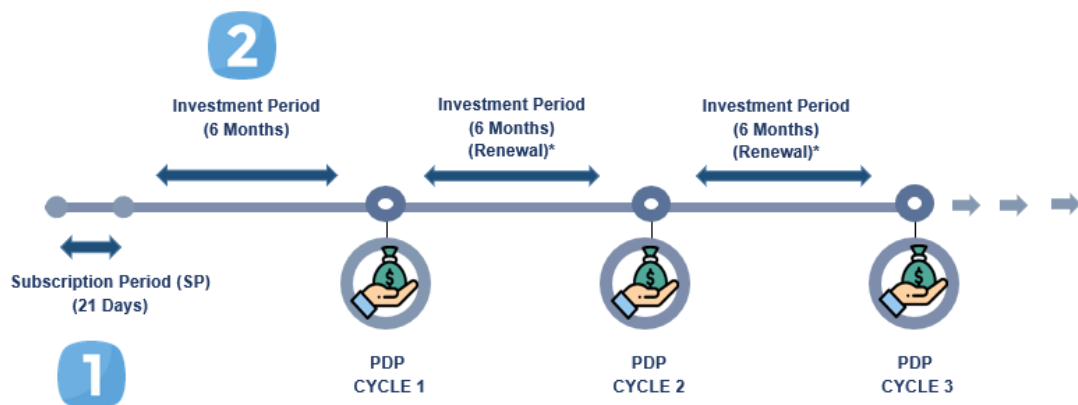 2
Investment Period
(6 Months)
Investment Period
(6 Months)
(Renewal)*
Investment Period
(6 Months)
(Renewal)*
Subscription Period (SP)
(21 Days)
1
$
PDP
CYCLE 1
$
PDP
CYCLE 2
$
PDP
CYCLE 3